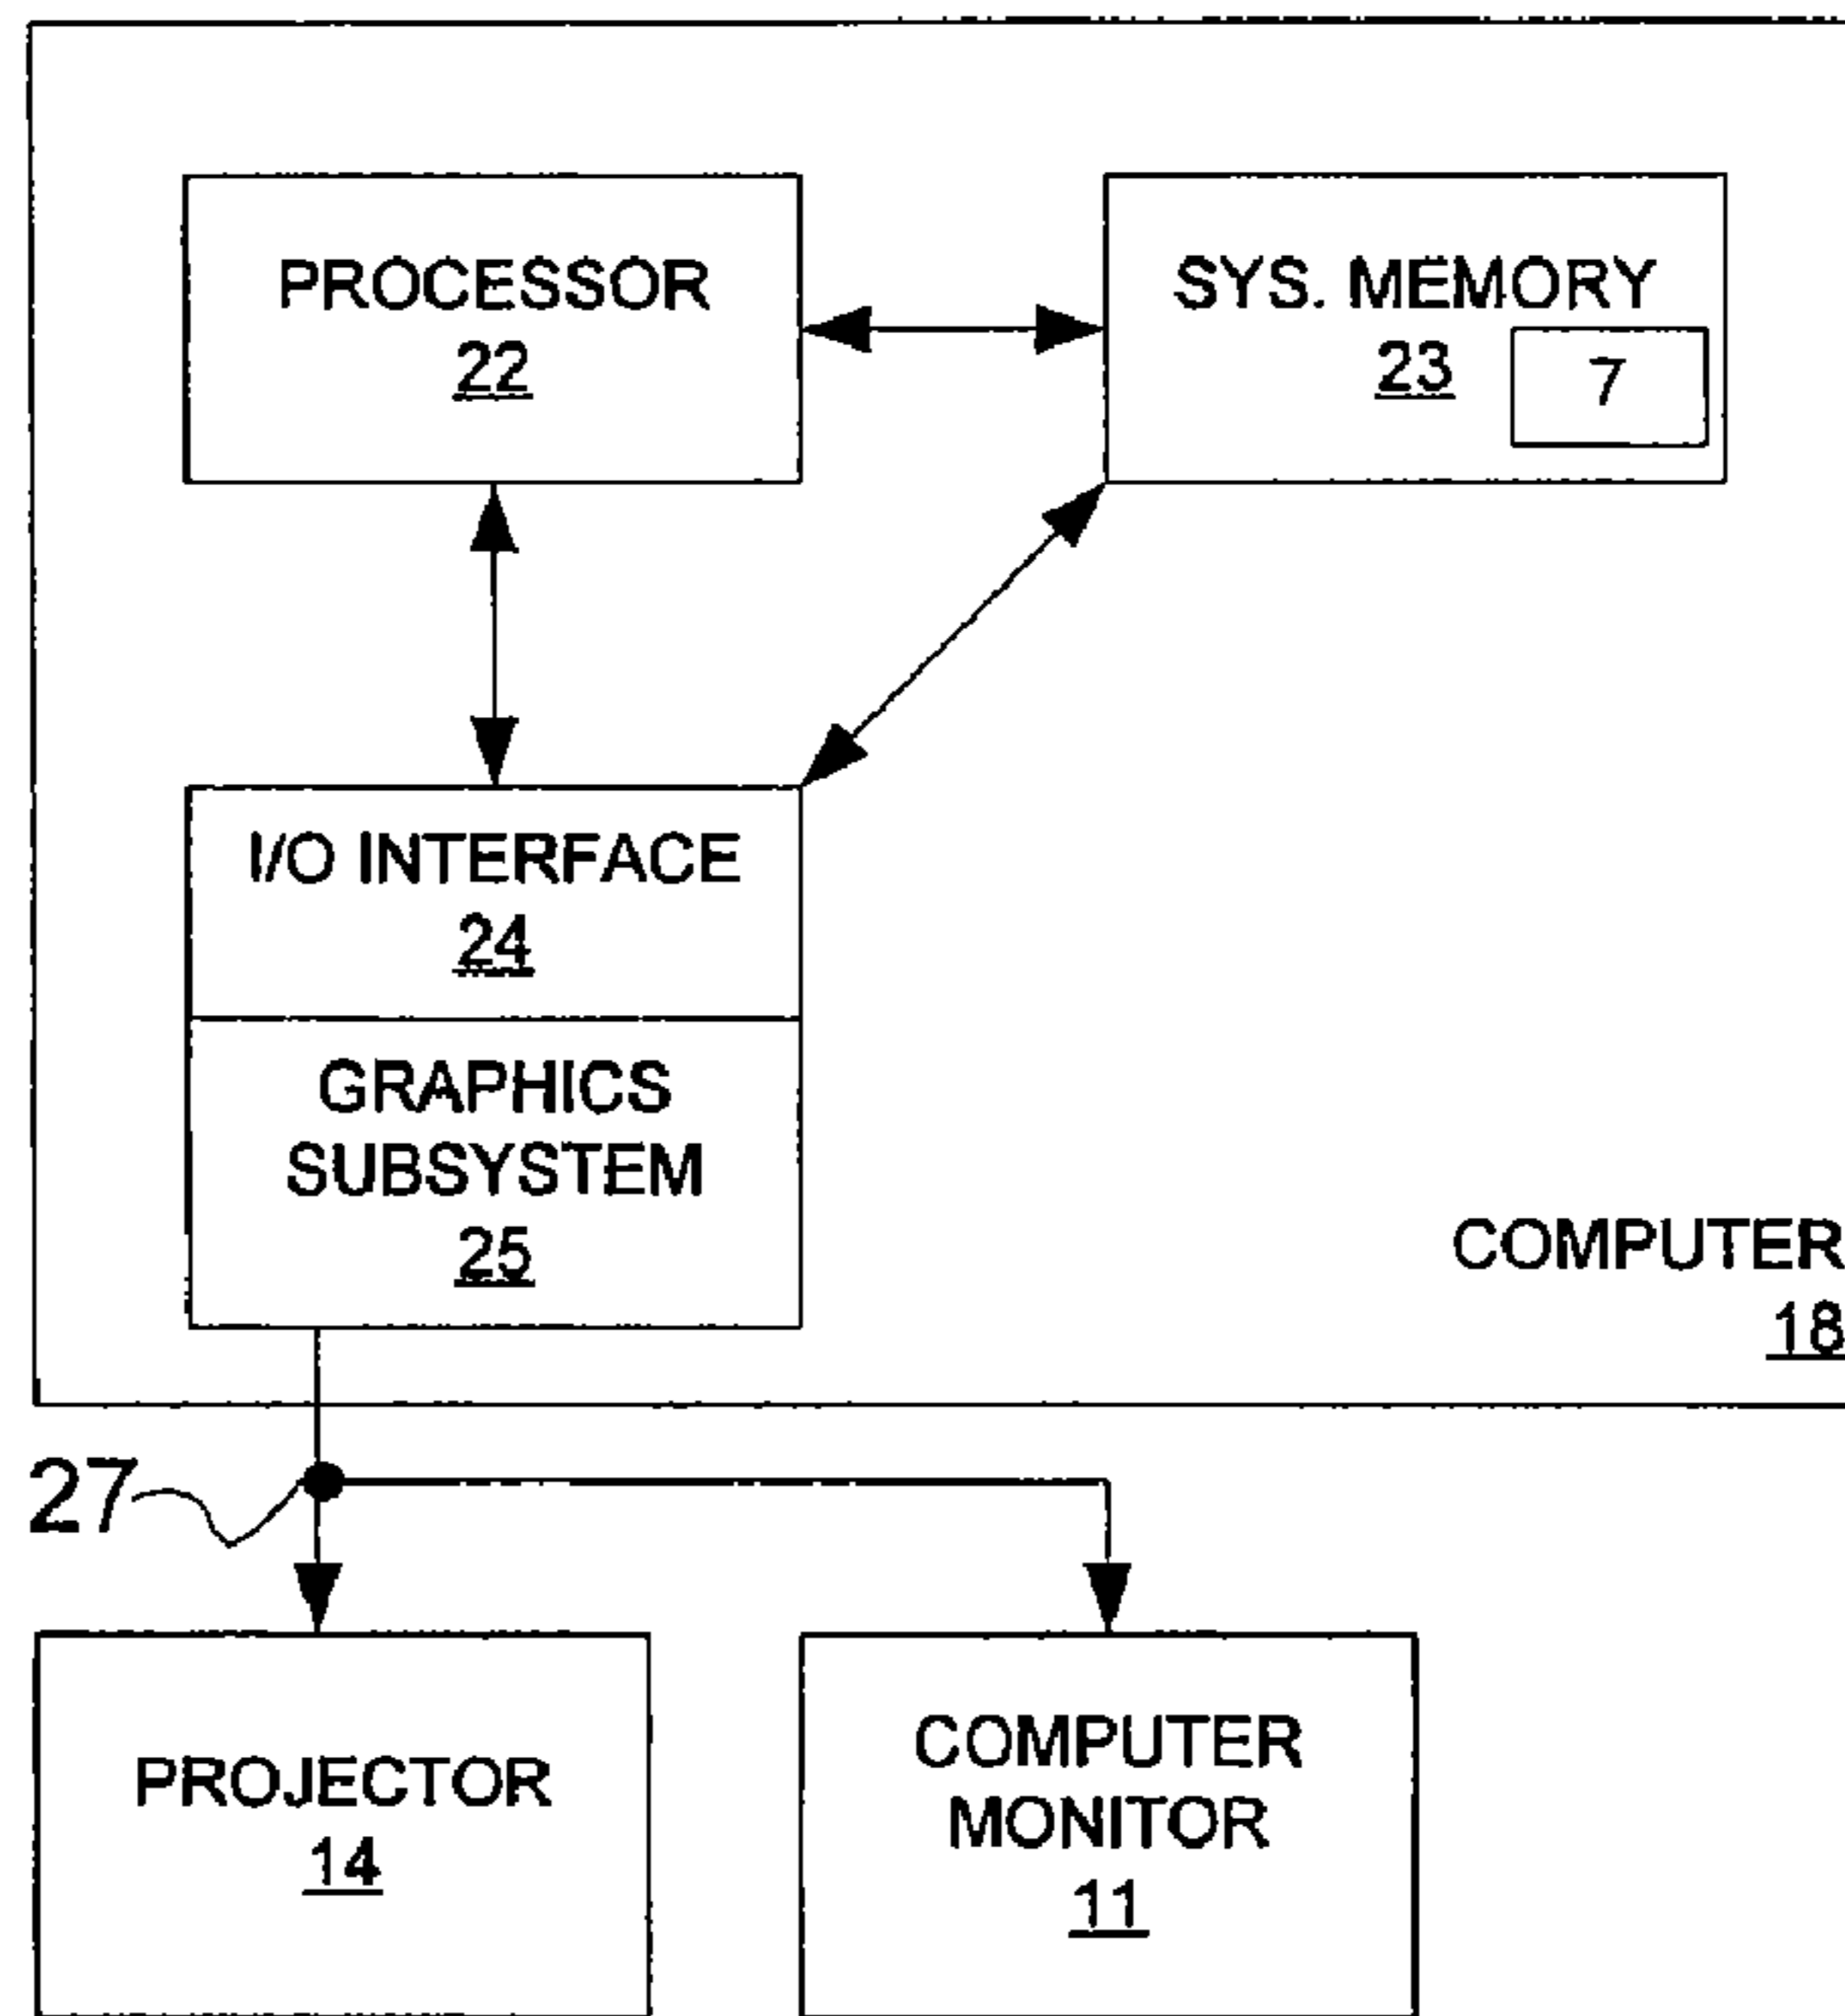 PROCESSOR
22
SYS. MEMORY
23
7
I/O INTERFACE
24
GRAPHICS
SUBSYSTEM
25
COMPUTER
18
27
PROJECTOR
14
COMPUTER
MONITOR
11